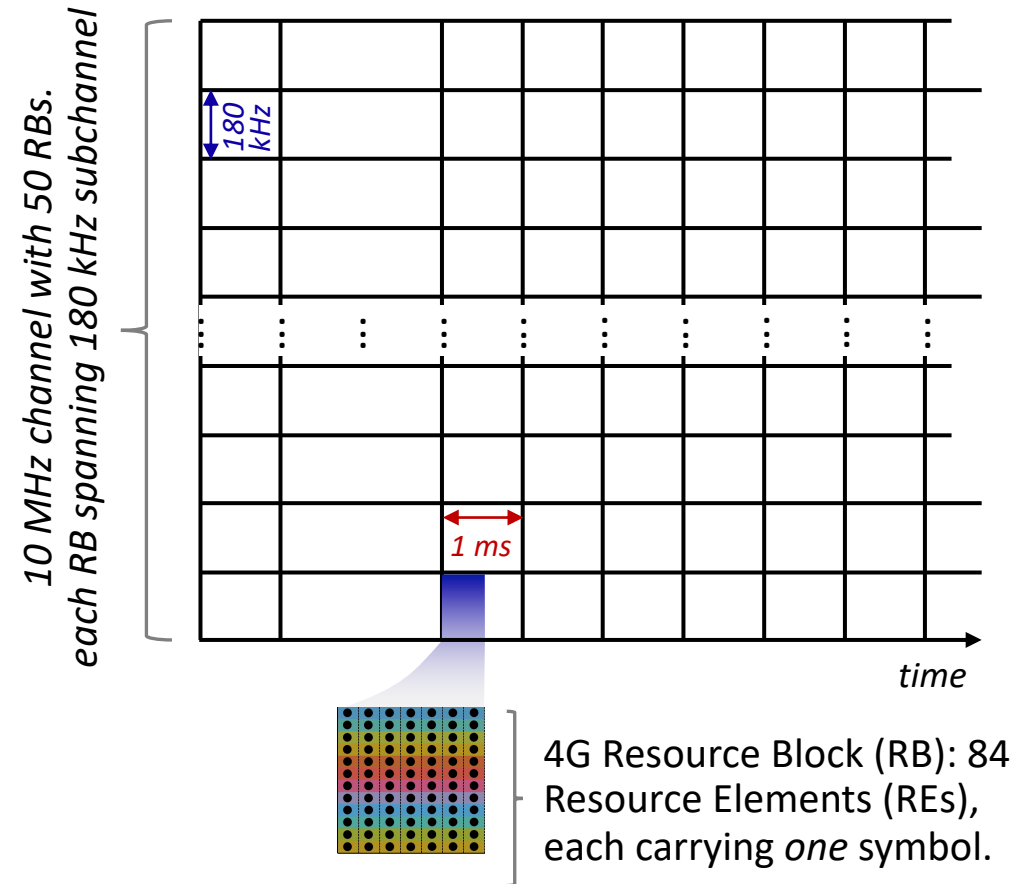 10 MHz channel with 50 RBs.
each RB spanning 180 kHz subchannel
180
kHz
1 ms
time
4G Resource Block (RB): 84
Resource Elements (REs),
each carrying one symbol.